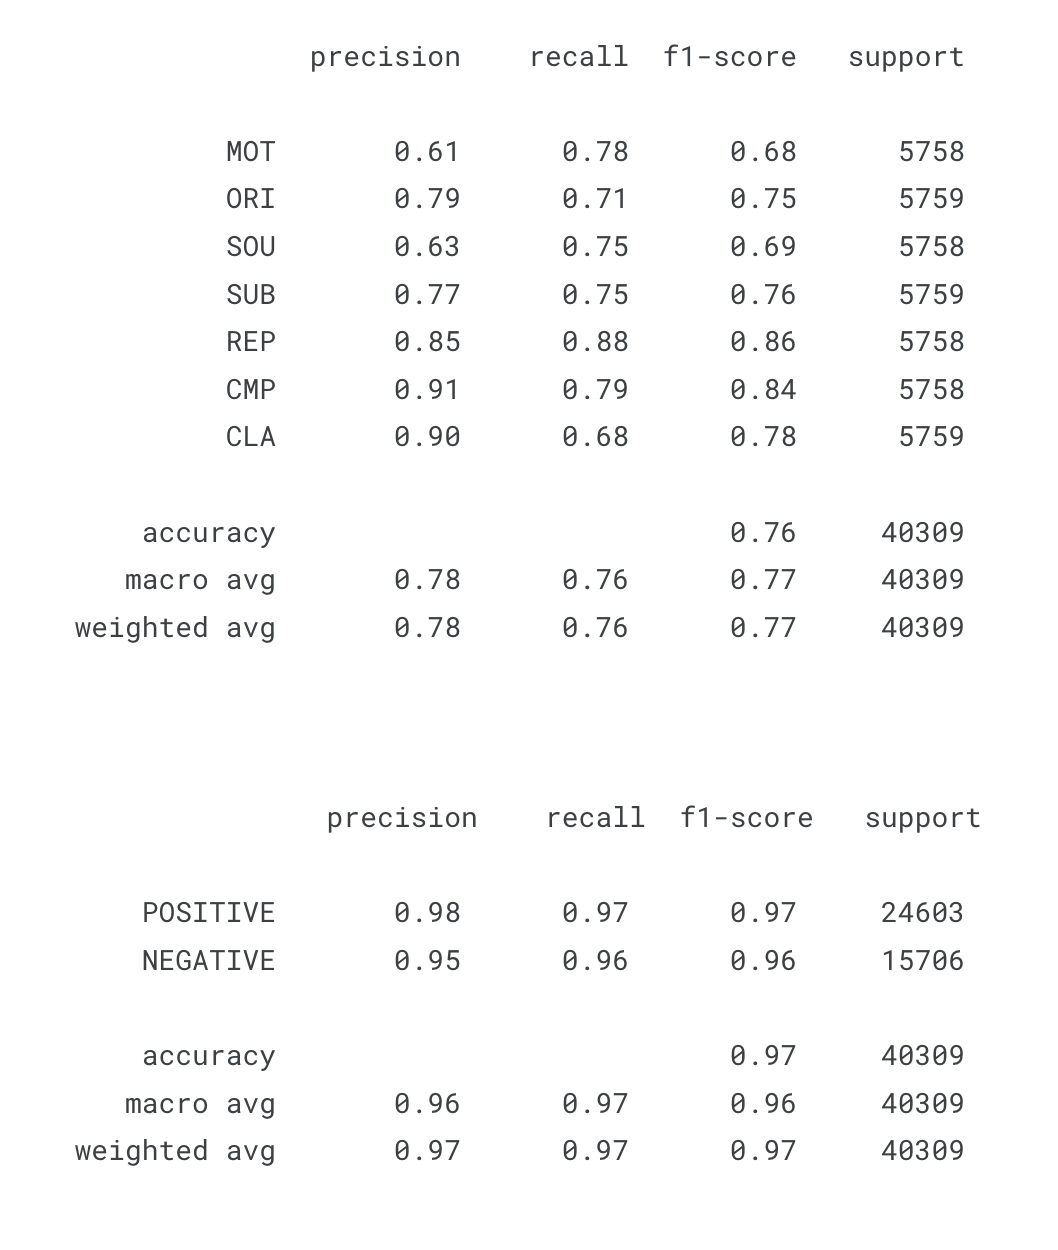 precision recall f1-score support
MOT 0.61 0.78 0.68 5758
ORI 0.79 0.71 0.75 5759
SOU 0.63 0.75 0.69 5758
SUB 0.77 0.75 0.76 5759
REP 0.85 0.88 0.86 5758
CMP 0.91 0.79 0.84 5758
CLA 0.90 0.68 0.78 5759
accuracy 0.76 40309
macro avg 0.78 0.76 0.77 40309
weighted avg 0.78 0.76 0.77 40309
precision recall f1-score support
POSITIVE 0.98 0.97 0.97 24603
NEGATIVE 0.95 0.96 0.96 15706
accuracy 0.97 40309
macro avg 0.96 0.97 0.96 40309
weighted avg 0.97 0.97 0.97 40309